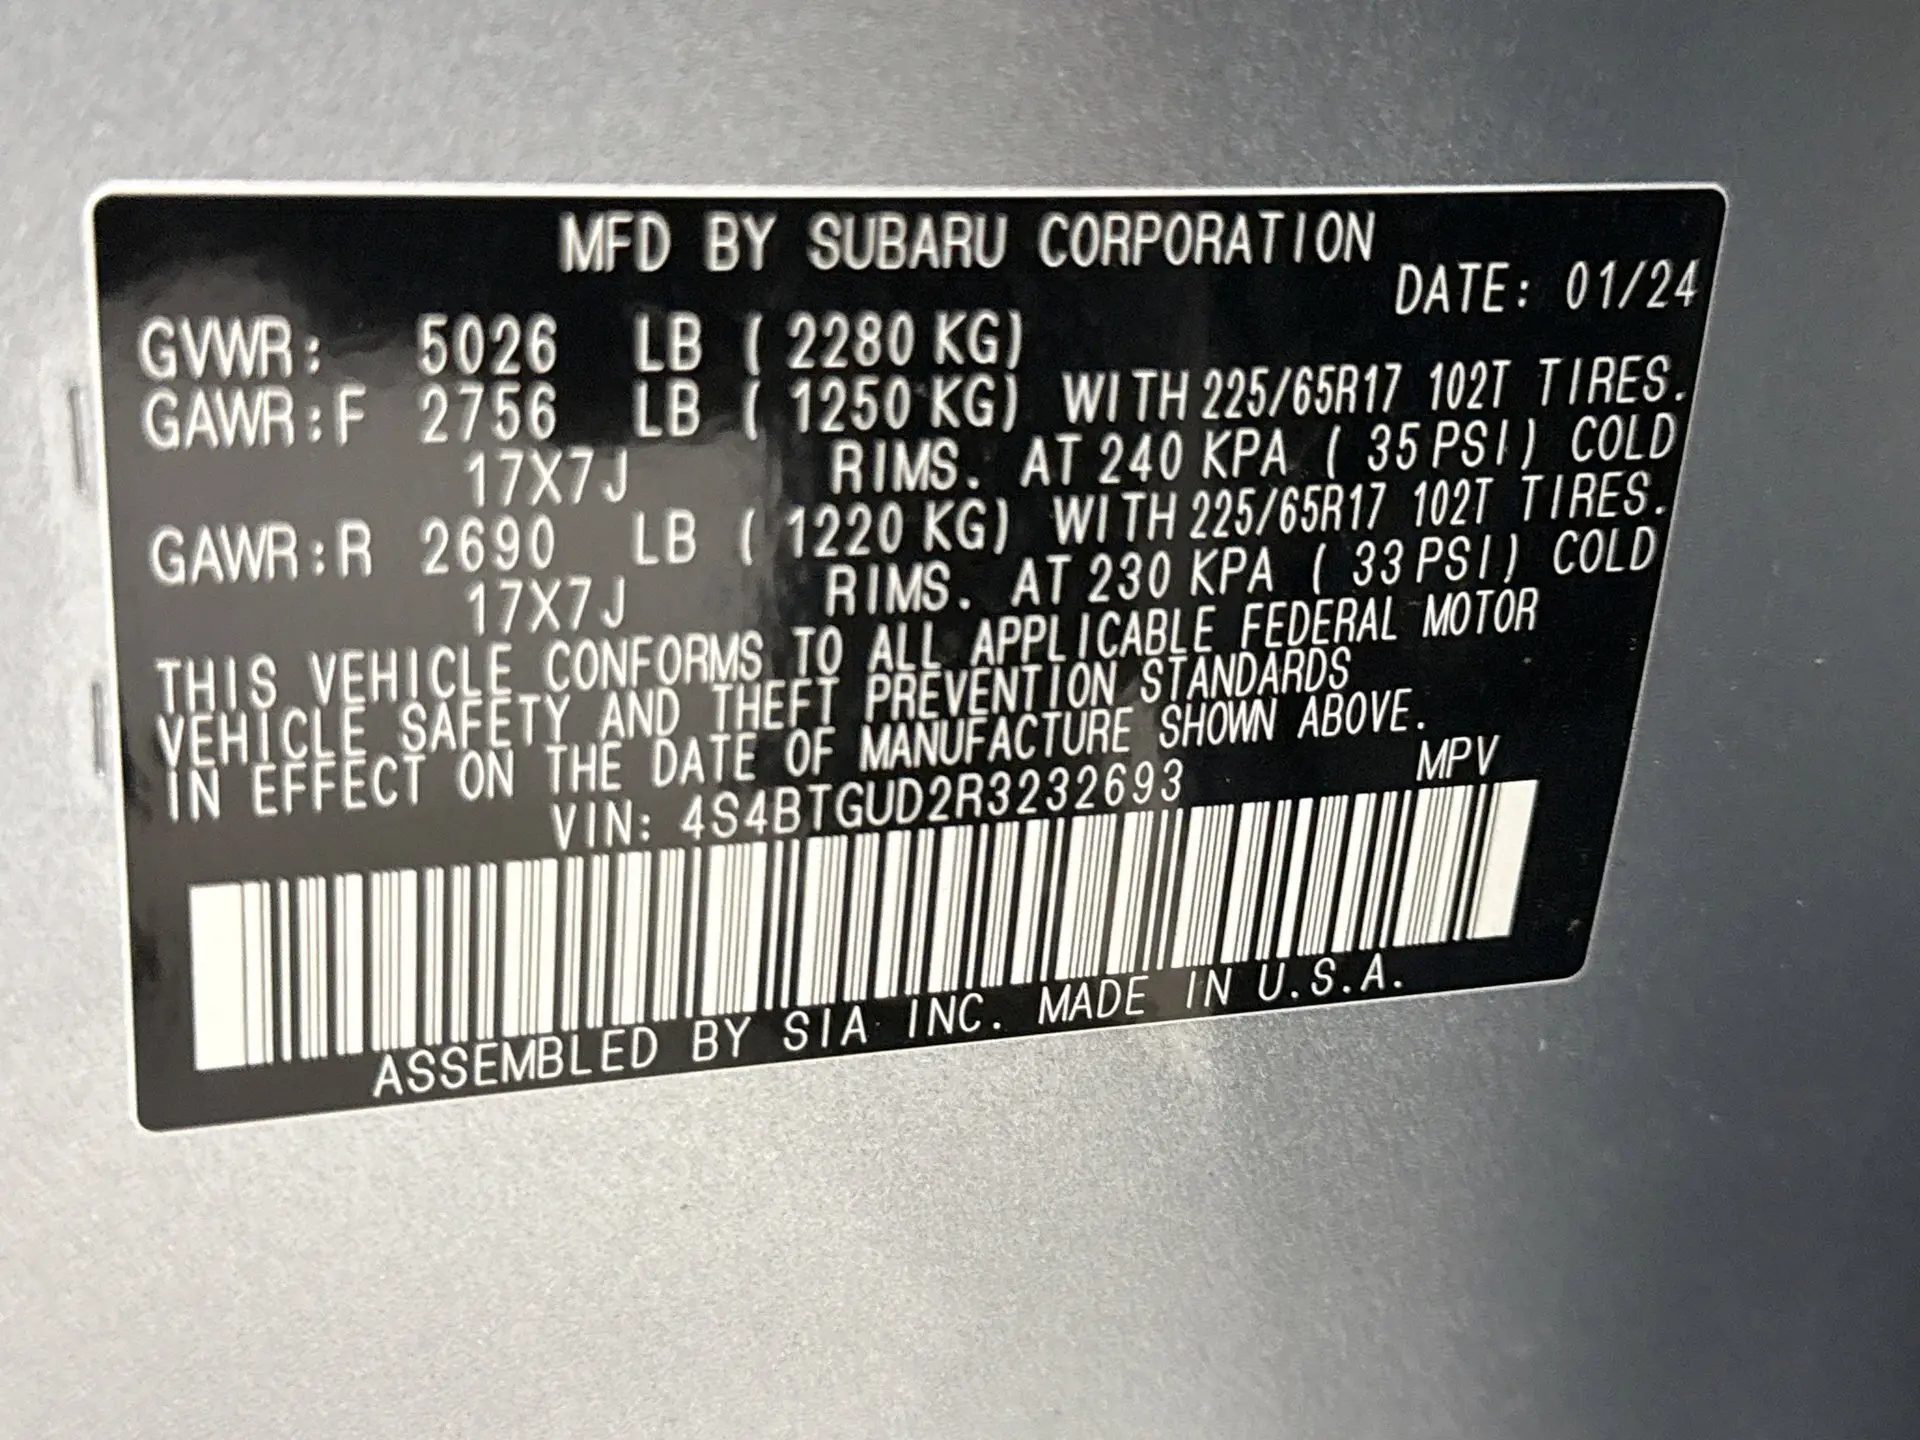 MFD BY SUBARU CORPORATION
DATE: 01/24
GVWR: 5026 LB ( 2280 KG)
GAWR:F 2756 LB ( 1250 KG) WITH 225/65R17 102T TIRES.
17X7J RIMS. AT 240 KPA ( 35 PSI) COLD
GAWR:R 2690 LB ( 1220 KG) WITH 225/65R17 102T TIRES.
17X7J RIMS. AT 230 KPA ( 33 PSI) COLD
THIS VEHICLE CONFORMS TO ALL APPLICABLE FEDERAL MOTOR
VEHICLE SAFETY AND THEFT PREVENTION STANDARDS
IN EFFECT ON THE DATE OF MANUFACTURE SHOWN ABOVE.
VIN: 4S4BTGUD2R3232693 MPV
ASSEMBLED BY SIA INC. MADE IN U.S.A.